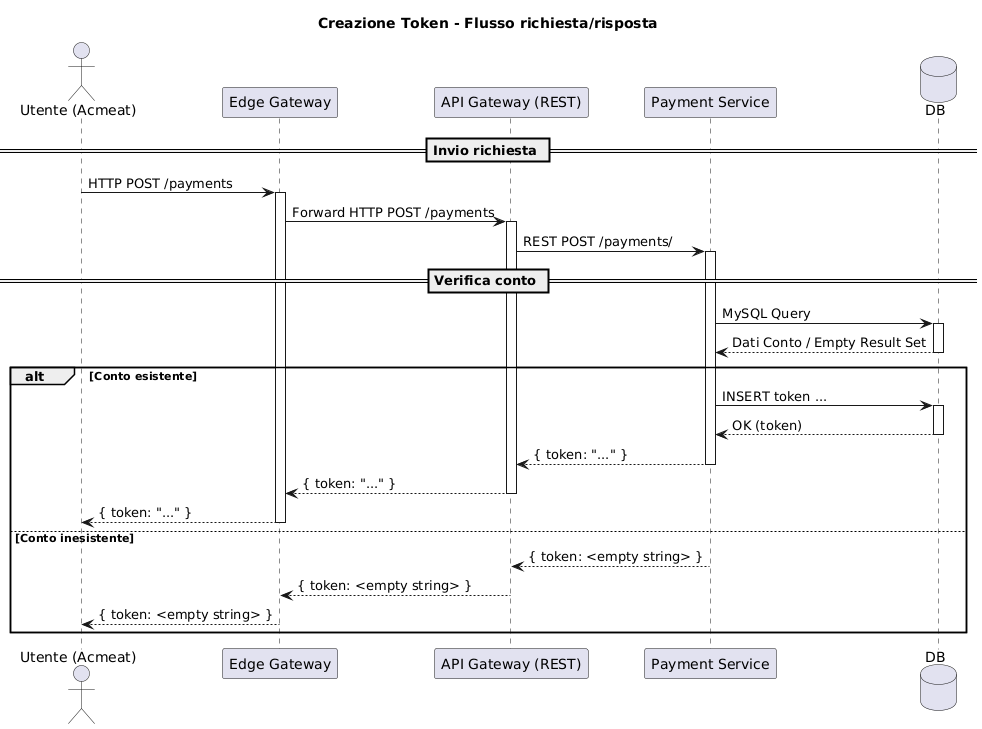 Creazione Token - Flusso richiesta/risposta
Utente (Acmeat)
Edge Gateway
API Gateway (REST)
Payment Service
DB
Invio richiesta
HTTP POST /payments
Forward HTTP POST /payments
REST POST /payments/
Verifica conto
MySQL Query
Dati Conto / Empty Result Set
alt
[Conto esistente]
INSERT token ...
OK (token)
{ token: "..." }
{ token: "..." }
{ token: "..." }
[Conto inesistente]
{ token: <empty string> }
{ token: <empty string> }
{ token: <empty string> }
Utente (Acmeat)
Edge Gateway
API Gateway (REST)
Payment Service
DB